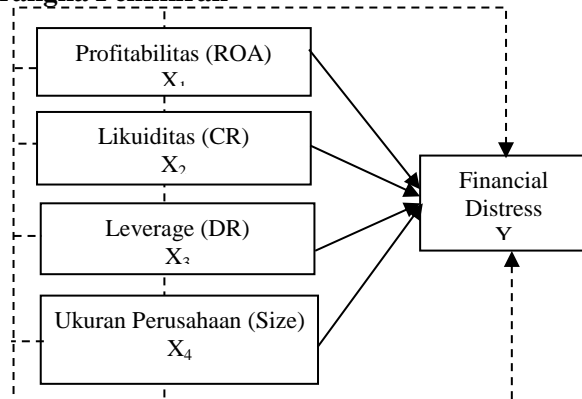 Profitabilitas (ROA)
X₁
Likuiditas (CR)
X₂
Leverage (DR)
X₃
Ukuran Perusahaan (Size)
X₄
Financial
Distress
Y